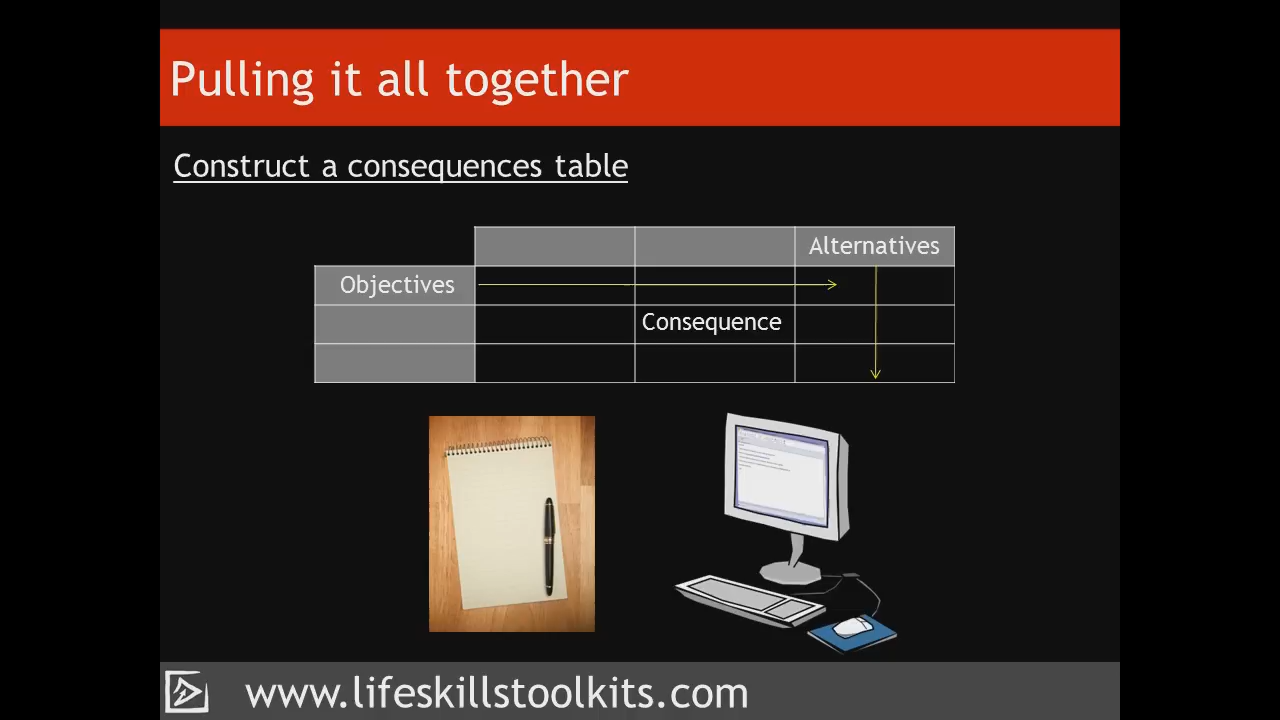 Pulling it all together
Construct a consequences table
Alternatives
Objectives
Consequence
www.lifeskillstoolkits.com